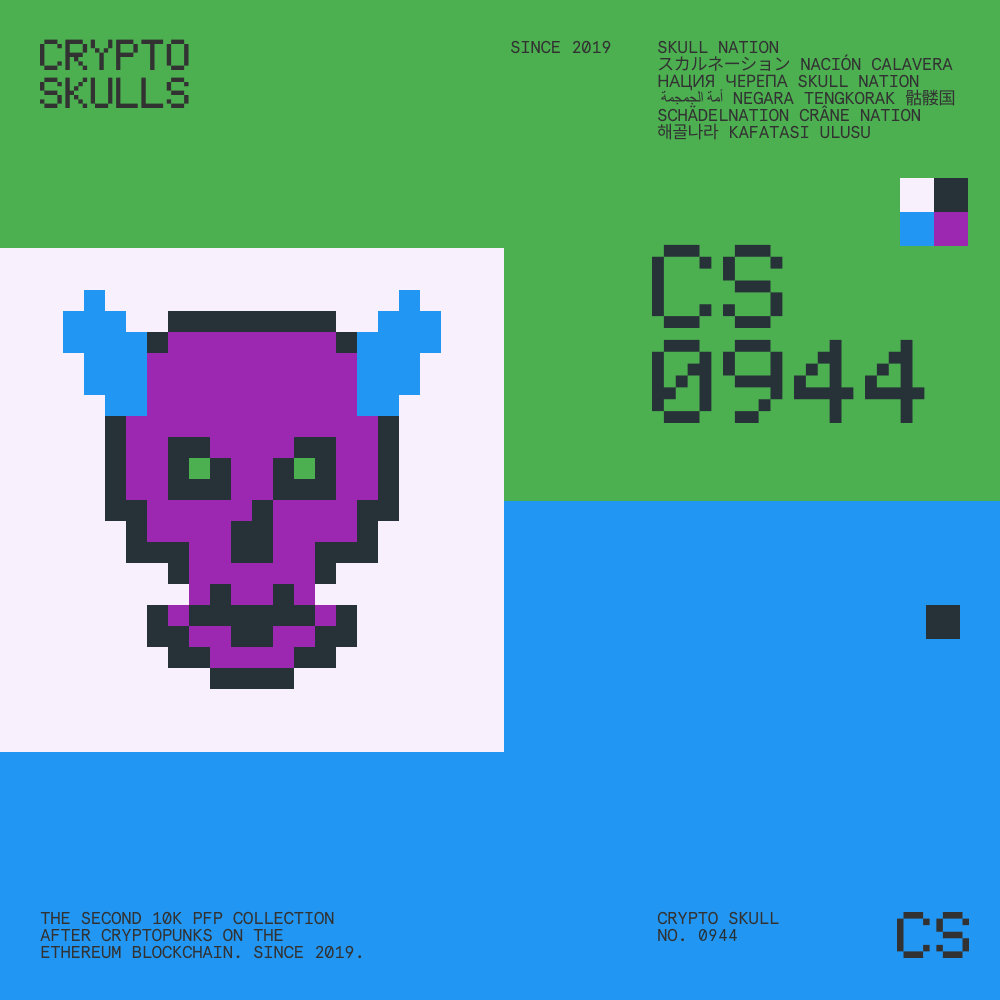 CRYPTO
SKULLS
SINCE 2019
SKULL NATION
スカルネーション NACIÓN CALAVERA
НАЦИЯ ЧЕРЕПА SKULL NATION
أمة الجمجمة NEGARA TENGKORAK 骷髅国
SCHÄDELNATION CRÂNE NATION
해골나라 KAFATASI ULUSU
CS
0944
THE SECOND 10K PFP COLLECTION
AFTER CRYPTOPUNKS ON THE
ETHEREUM BLOCKCHAIN. SINCE 2019.
CRYPTO SKULL
NO. 0944
CS